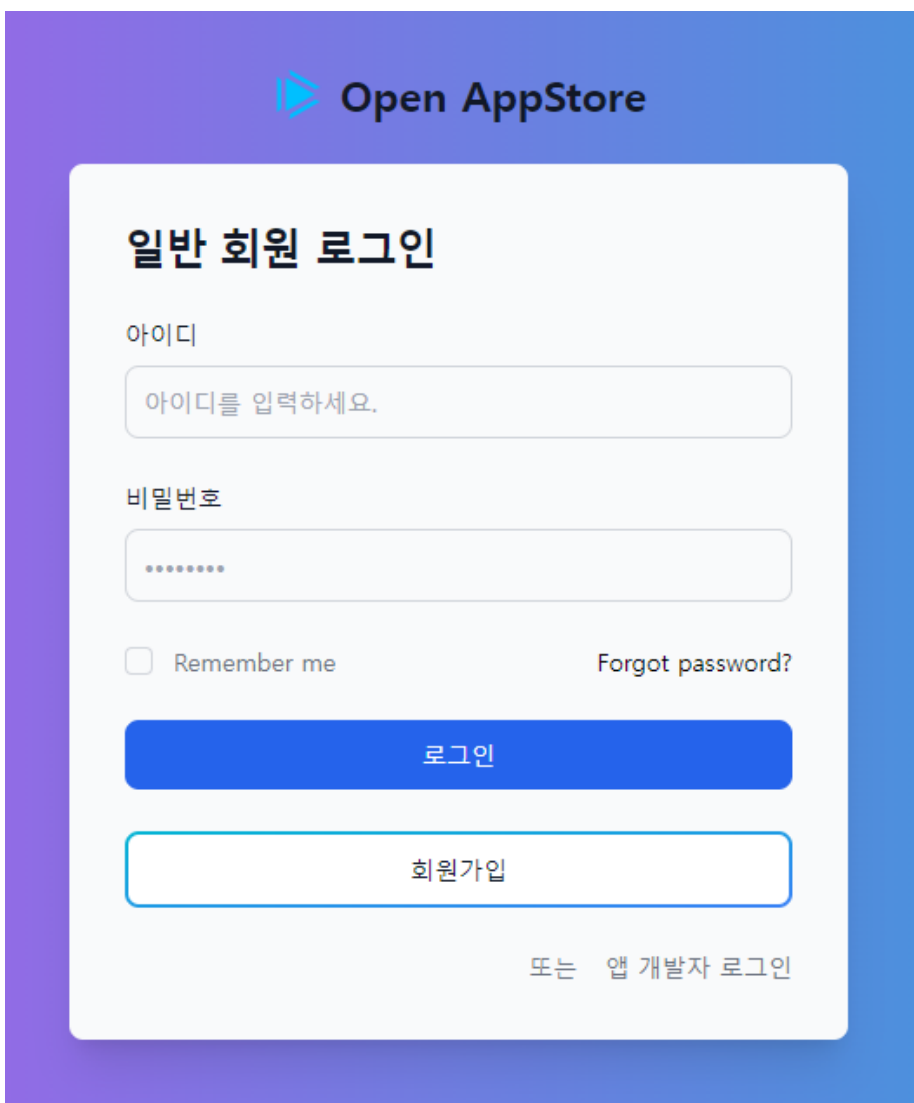 Open AppStore
일반 회원 로그인
아이디
아이디를 입력하세요.
비밀번호
••••••••
Remember me Forgot password?
로그인
회원가입
또는 앱 개발자 로그인